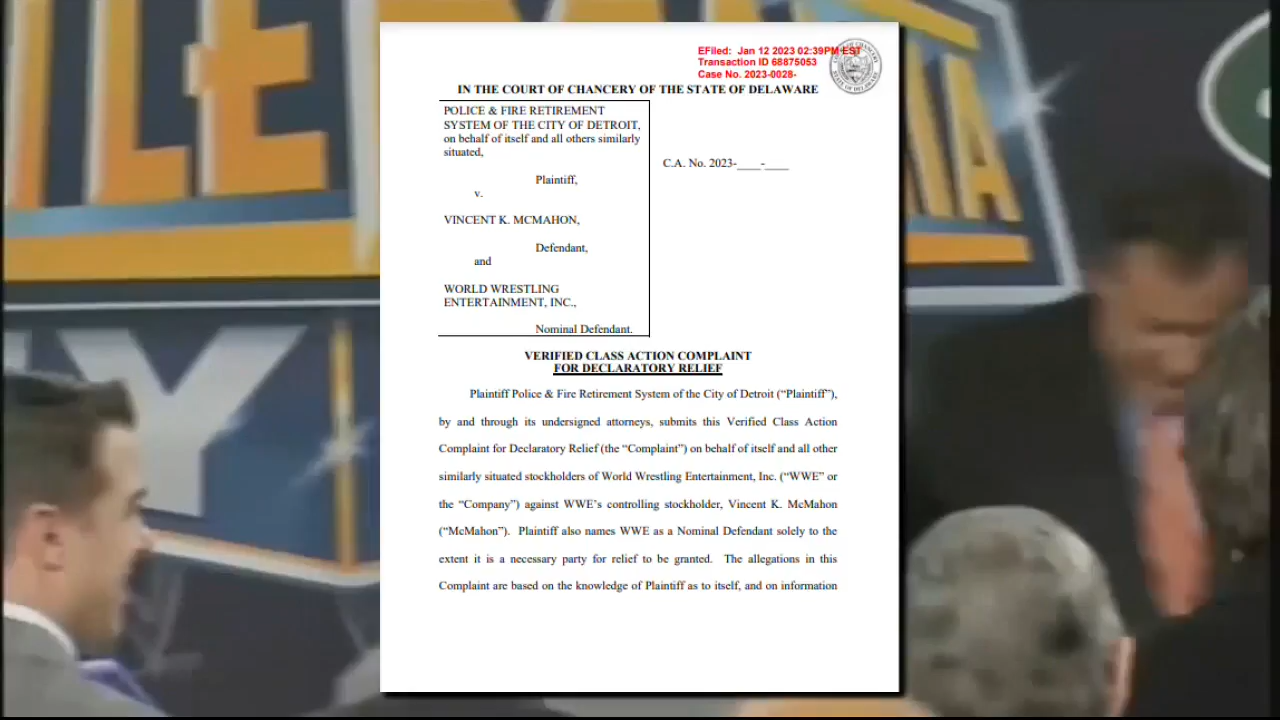 EFiled: Jan 12 2023 02:39PM EST
Transaction ID 68875053
Case No. 2023-0028-
IN THE COURT OF CHANCERY OF THE STATE OF DELAWARE
POLICE & FIRE RETIREMENT
SYSTEM OF THE CITY OF DETROIT,
on behalf of itself and all others similarly
situated,
Plaintiff,
v.
VINCENT K. MCMAHON,
Defendant,
and
WORLD WRESTLING
ENTERTAINMENT, INC.,
Nominal Defendant.
C.A. No. 2023-____-____
VERIFIED CLASS ACTION COMPLAINT
FOR DECLARATORY RELIEF
Plaintiff Police & Fire Retirement System of the City of Detroit (“Plaintiff”),
by and through its undersigned attorneys, submits this Verified Class Action
Complaint for Declaratory Relief (the “Complaint”) on behalf of itself and all other
similarly situated stockholders of World Wrestling Entertainment, Inc. (“WWE” or
the “Company”) against WWE’s controlling stockholder, Vincent K. McMahon
(“McMahon”). Plaintiff also names WWE as a Nominal Defendant solely to the
extent it is a necessary party for relief to be granted. The allegations in this
Complaint are based on the knowledge of Plaintiff as to itself, and on information